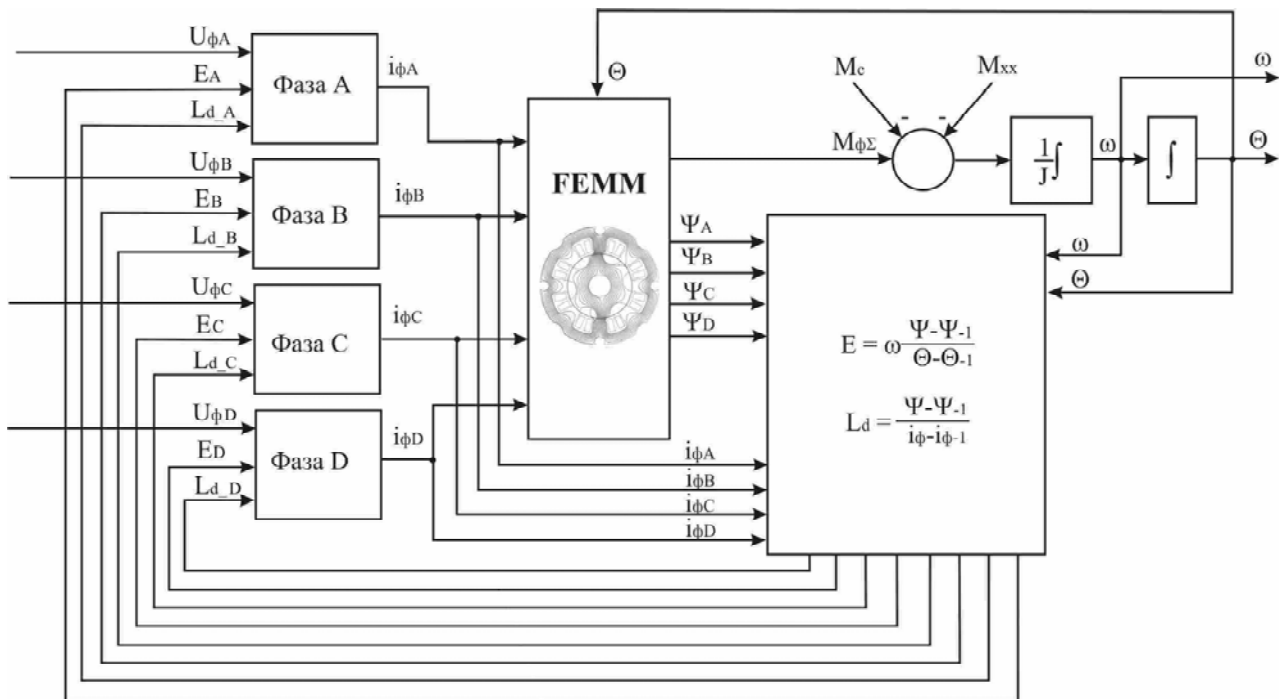 UфA
EA
Ld_A
Фаза A
iфA
UфB
EB
Ld_B
Фаза B
iфB
UфC
EC
Ld_C
Фаза C
iфC
UфD
ED
Ld_D
Фаза D
iфD
Θ
FEMM
Mc
Mxx
- -
MфΣ
1/J ∫
ω
∫
ω
Θ
ΨA
ΨB
ΨC
ΨD
ω
Θ
E = ω (Ψ-Ψ-1)/(Θ-Θ-1)
Ld = (Ψ-Ψ-1)/(iф-iф-1)
iфA
iфB
iфC
iфD